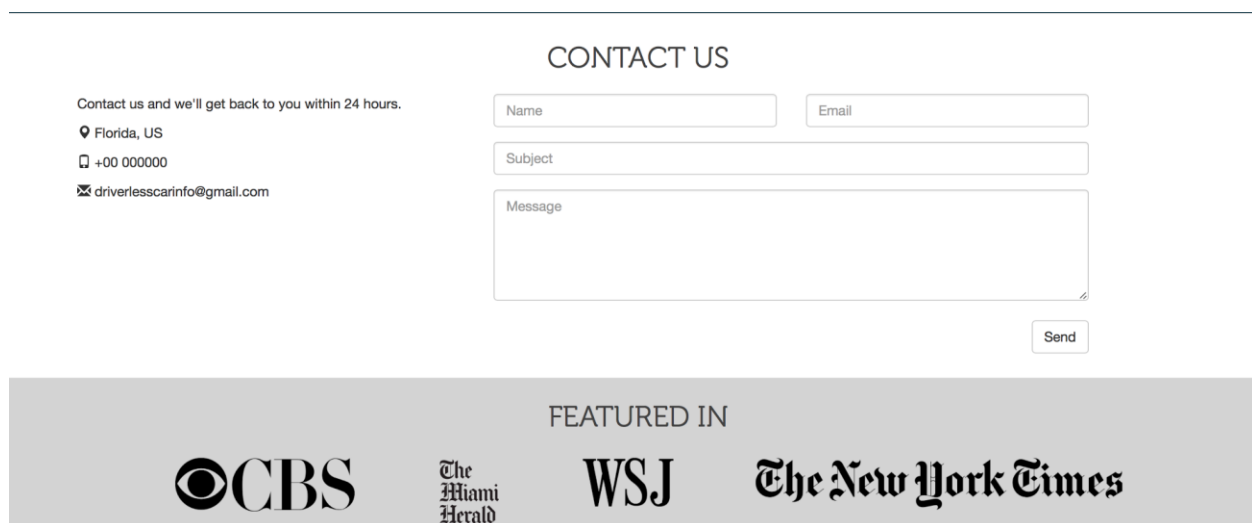 CONTACT US
Contact us and we'll get back to you within 24 hours.
Florida, US
+00 000000
driverlesscarinfo@gmail.com
Name
Email
Subject
Message
Send
FEATURED IN
CBS
The
Miami
Herald
WSJ
The New York Times